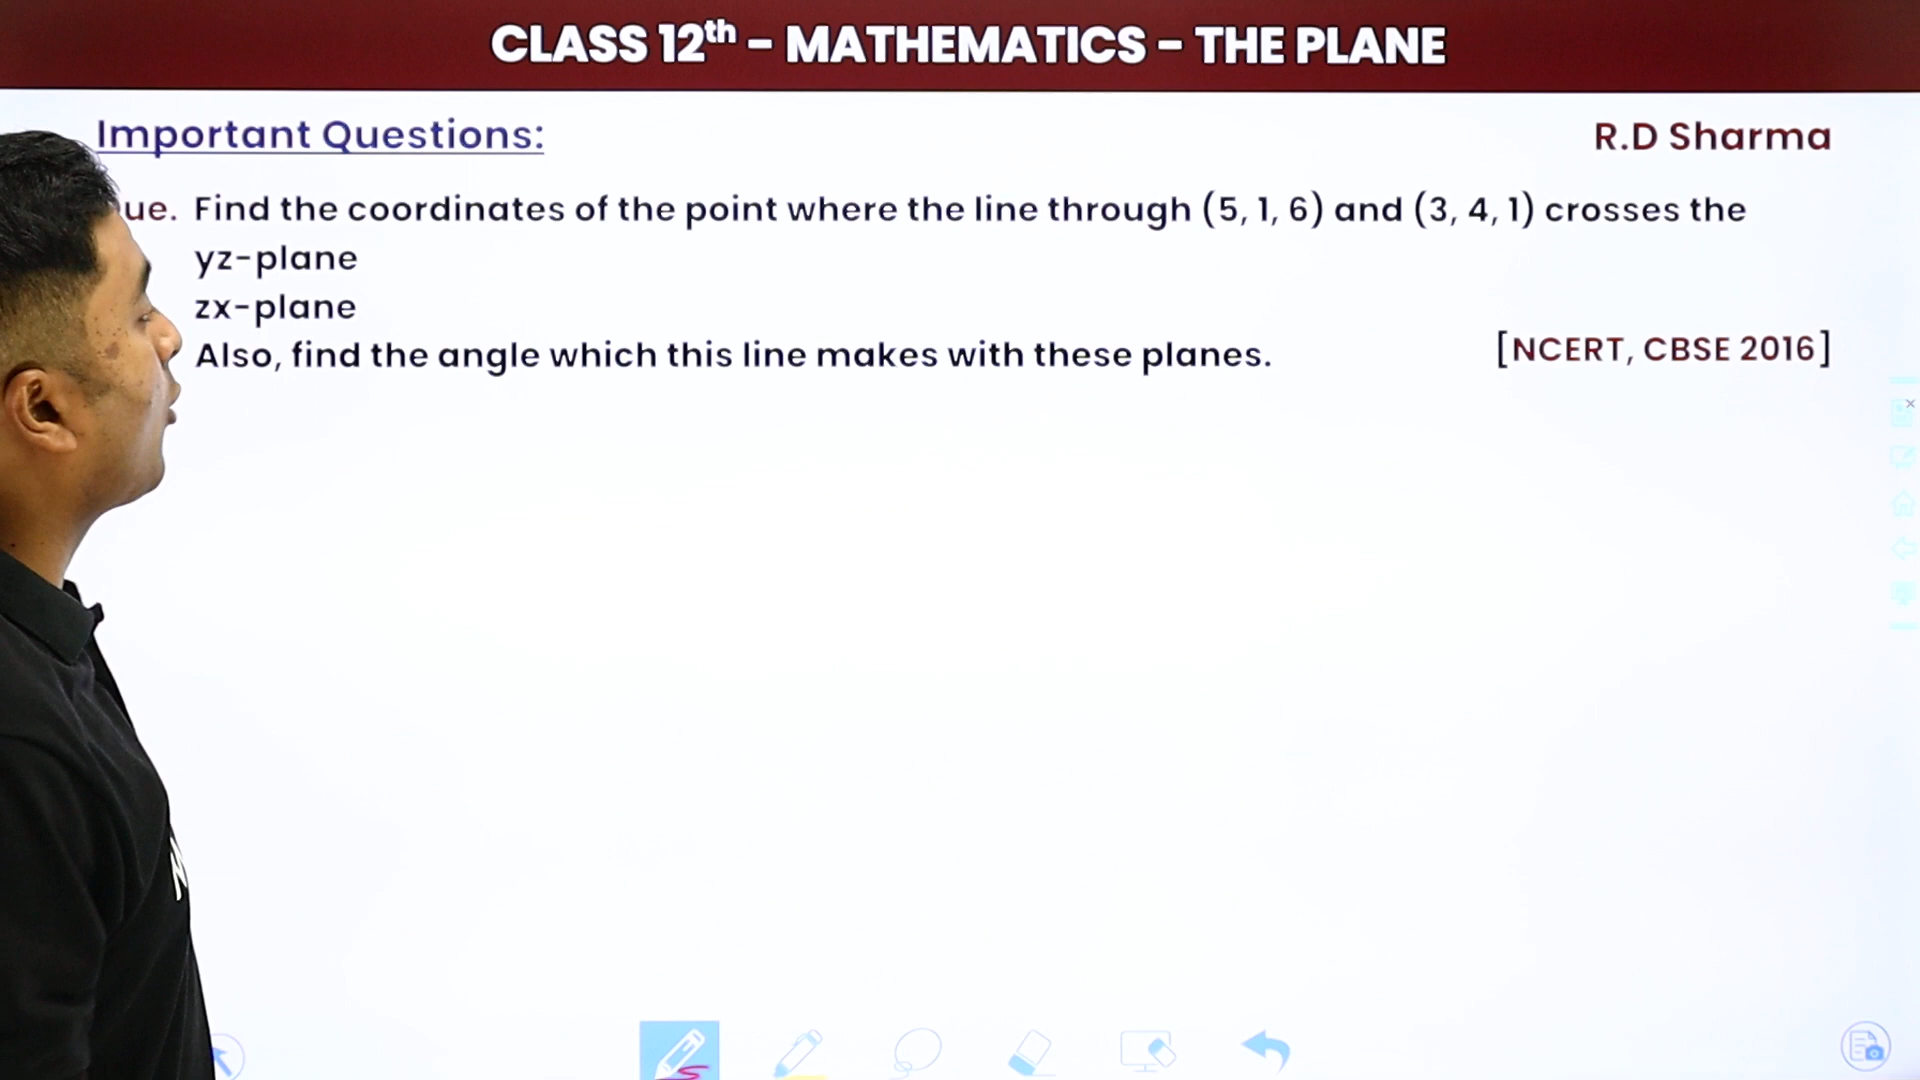 CLASS 12th - MATHEMATICS - THE PLANE
Important Questions:
R.D Sharma
ue. Find the coordinates of the point where the line through (5, 1, 6) and (3, 4, 1) crosses the
yz-plane
zx-plane
Also, find the angle which this line makes with these planes.
[NCERT, CBSE 2016]